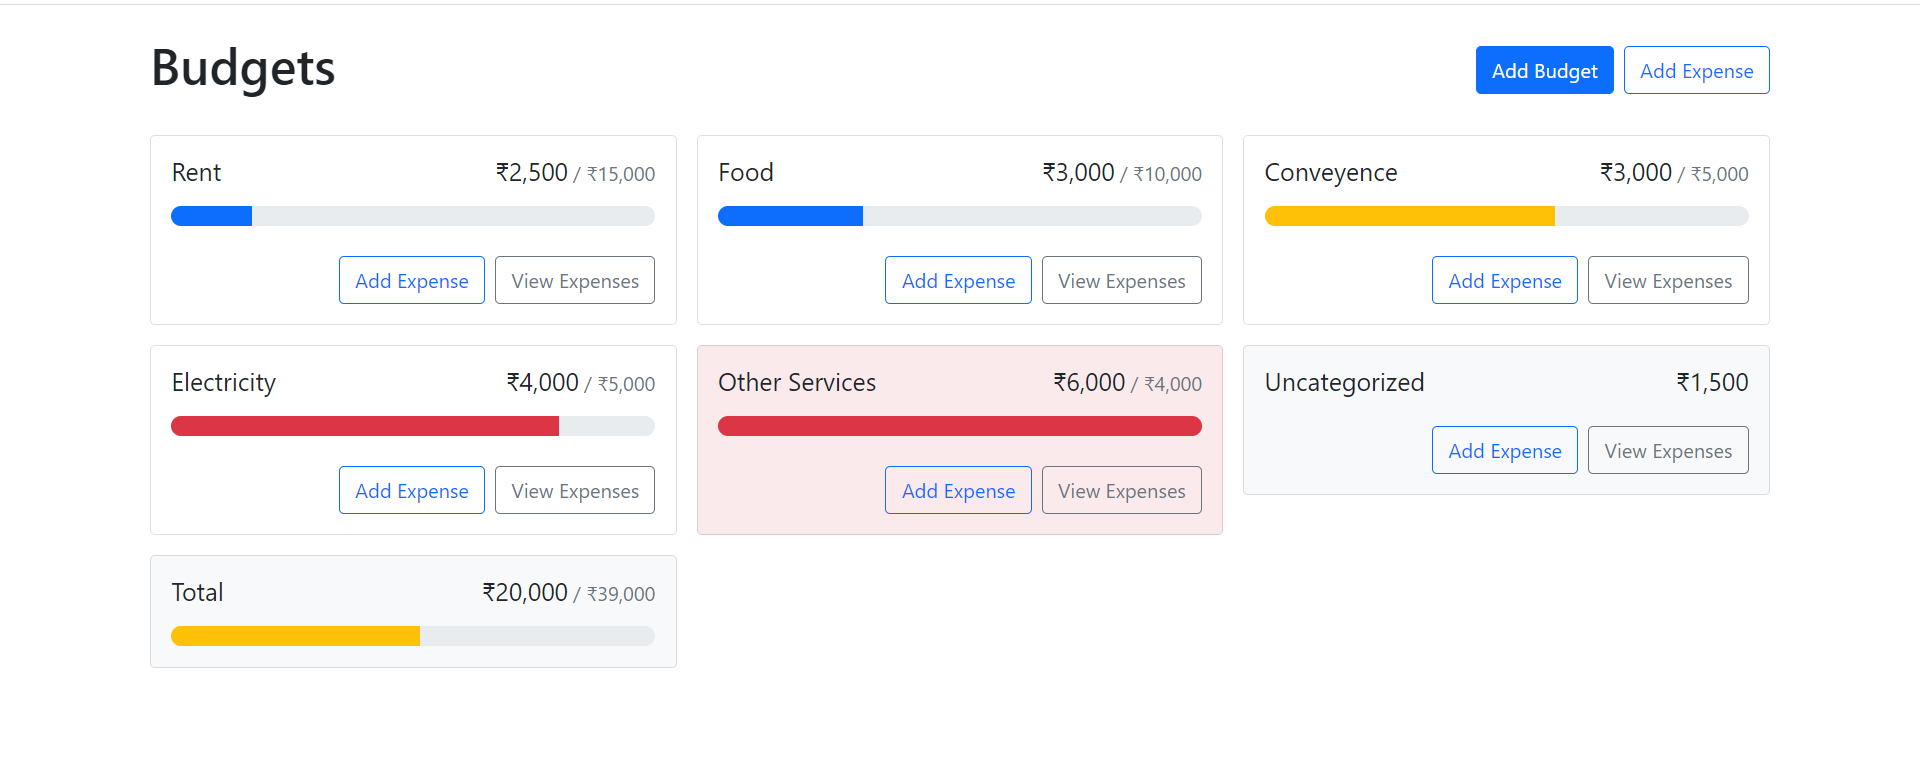 Budgets
Add Budget
Add Expense
Rent
₹2,500 / ₹15,000
Add Expense
View Expenses
Food
₹3,000 / ₹10,000
Add Expense
View Expenses
Conveyence
₹3,000 / ₹5,000
Add Expense
View Expenses
Electricity
₹4,000 / ₹5,000
Add Expense
View Expenses
Other Services
₹6,000 / ₹4,000
Add Expense
View Expenses
Uncategorized
₹1,500
Add Expense
View Expenses
Total
₹20,000 / ₹39,000